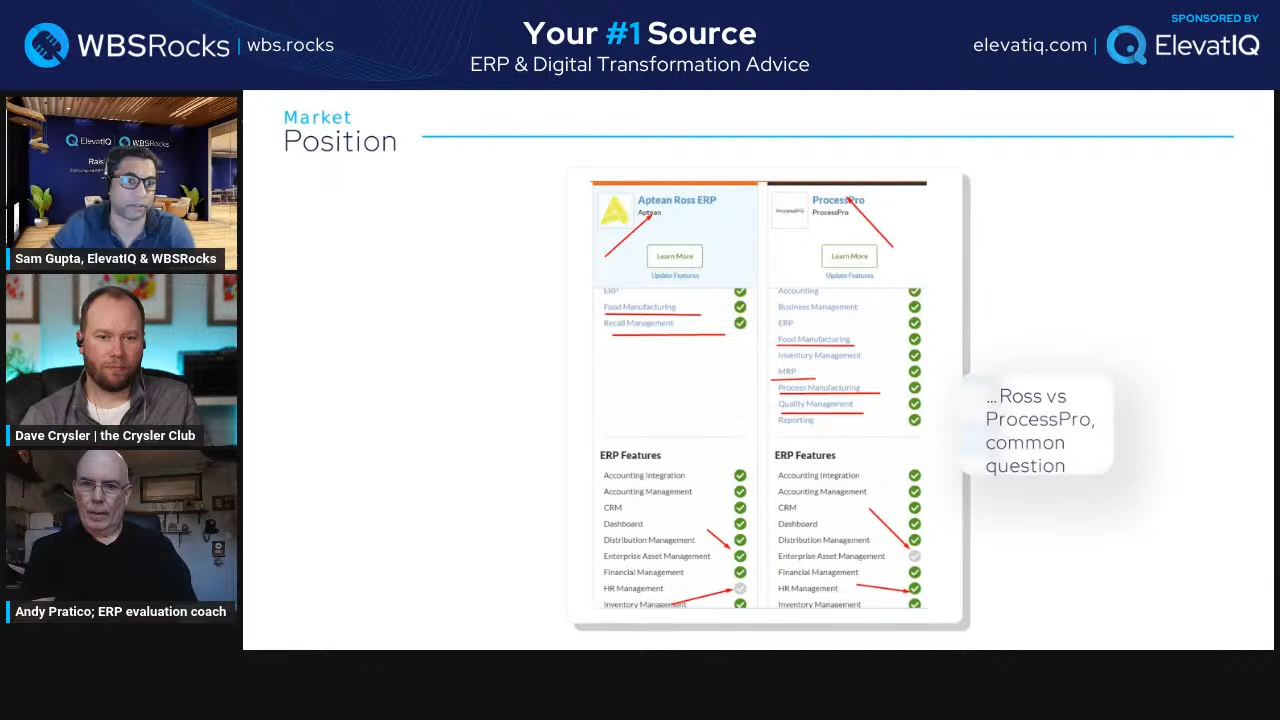 WBSRocks | wbs.rocks
Your #1 Source
ERP & Digital Transformation Advice
SPONSORED BY
elevatiq.com | ElevatIQ
ElevatIQ WBSRocks
Rais
Sam Gupta, ElevatIQ & WBSRocks
Dave Crysler | the Crysler Club
Andy Pratico; ERP evaluation coach
Market
Position
Aptean Ross ERP
Aptean
Learn More
Update Features
ERP
Food Manufacturing
Recall Management
ERP Features
Accounting Integration
Accounting Management
CRM
Dashboard
Distribution Management
Enterprise Asset Management
Financial Management
HR Management
Inventory Management
ProcessPro
ProcessPro
ProcessPro
Learn More
Update Features
Accounting
Business Management
ERP
Food Manufacturing
Inventory Management
MRP
Process Manufacturing
Quality Management
Reporting
ERP Features
Accounting Integration
Accounting Management
CRM
Dashboard
Distribution Management
Enterprise Asset Management
Financial Management
HR Management
Inventory Management
...Ross vs
ProcessPro,
common
question